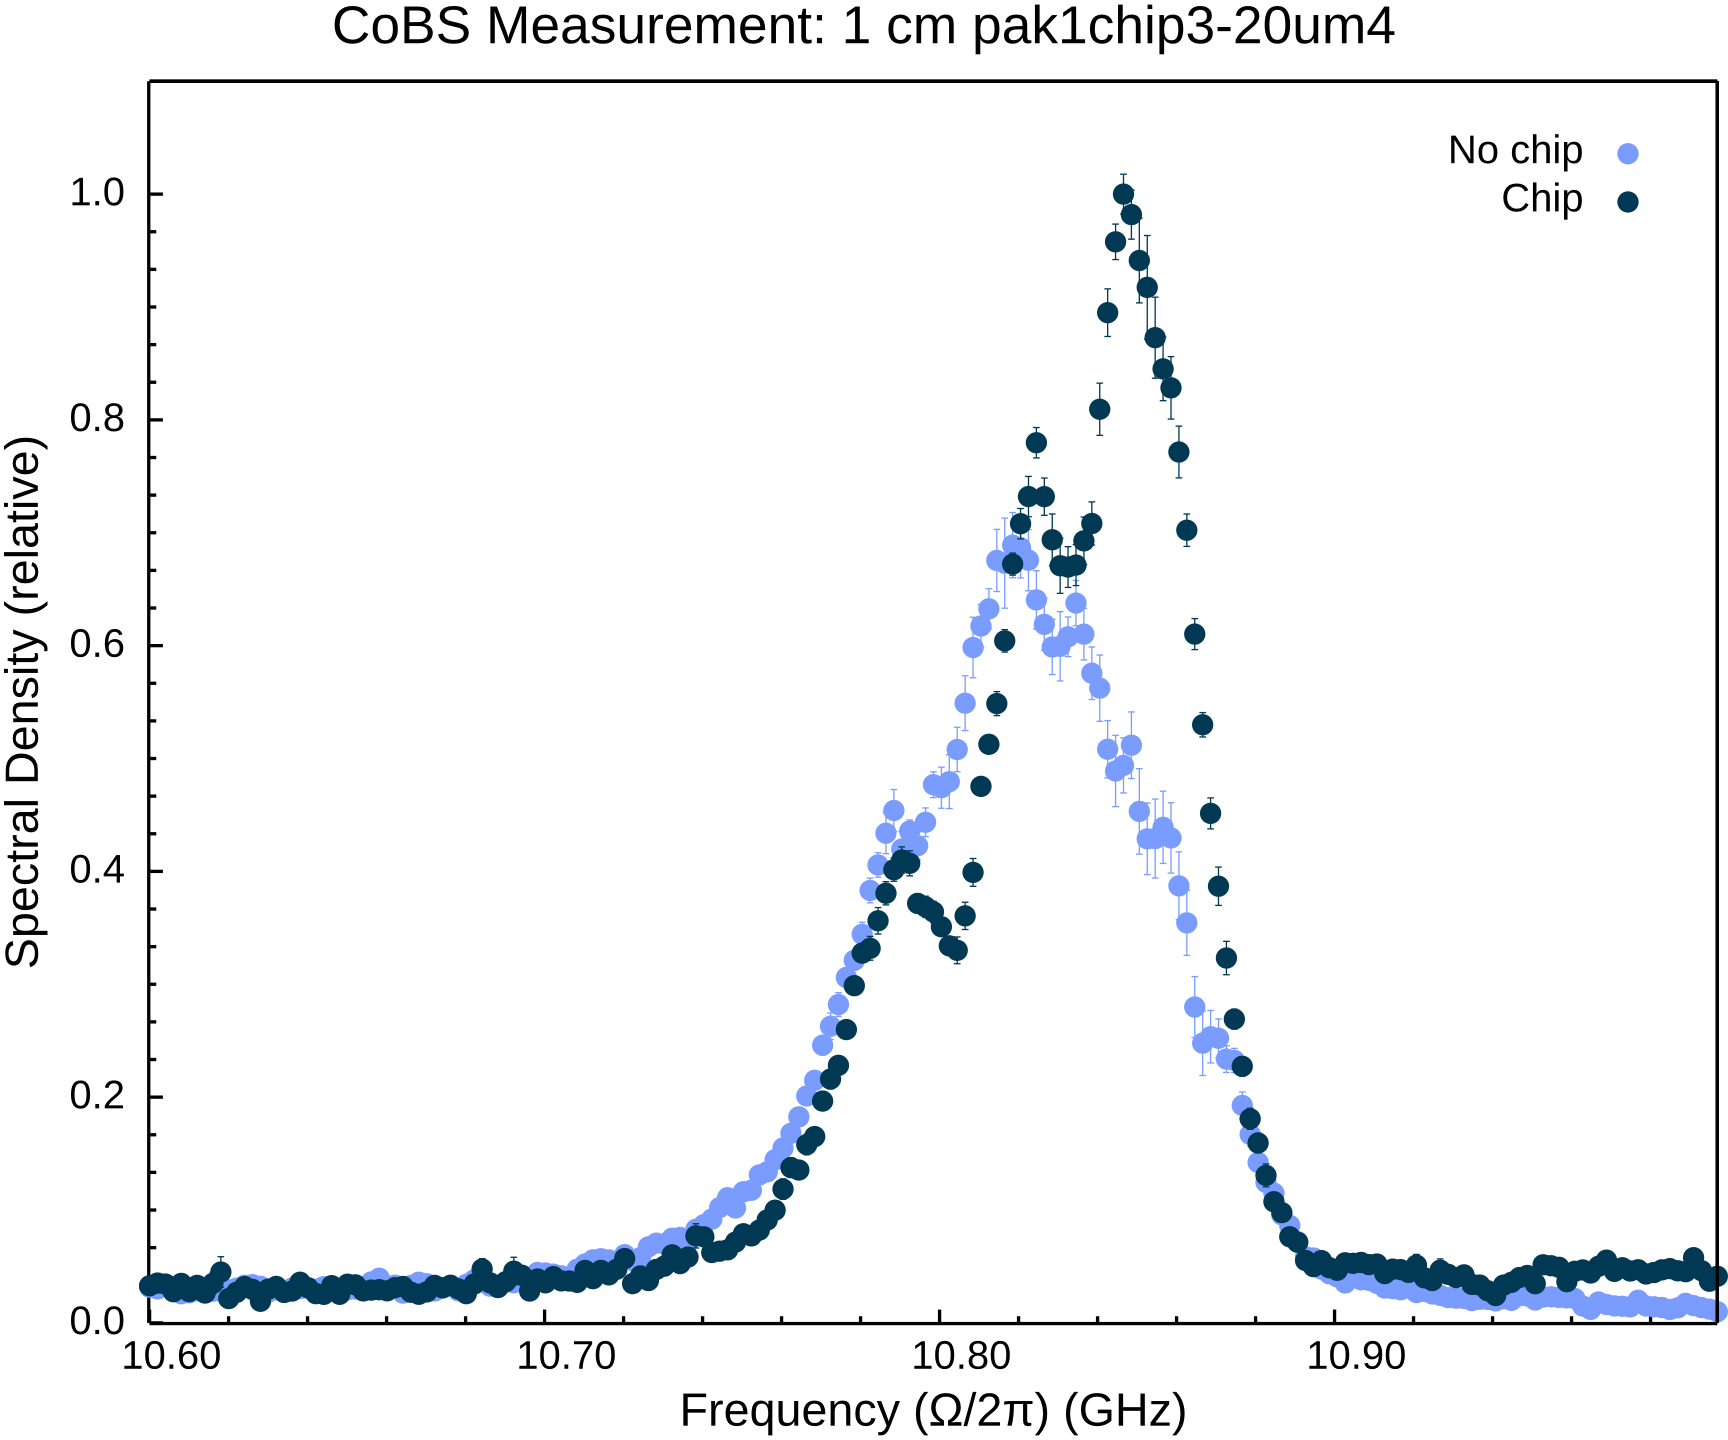 CoBS Measurement: 1 cm pak1chip3-20um4
No chip
Chip
1.0
0.8
0.6
0.4
0.2
0.0
Spectral Density (relative)
10.60 10.70 10.80 10.90
Frequency (Ω/2π) (GHz)